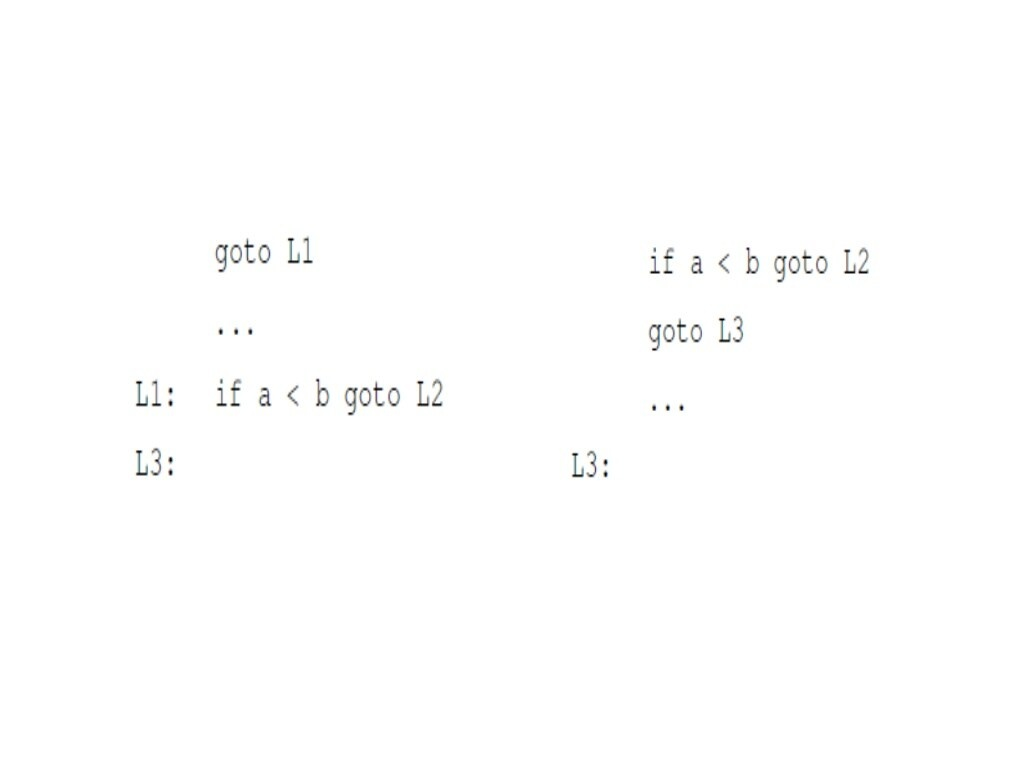 goto L1
...
L1: if a < b goto L2
L3:
if a < b goto L2
goto L3
...
L3: